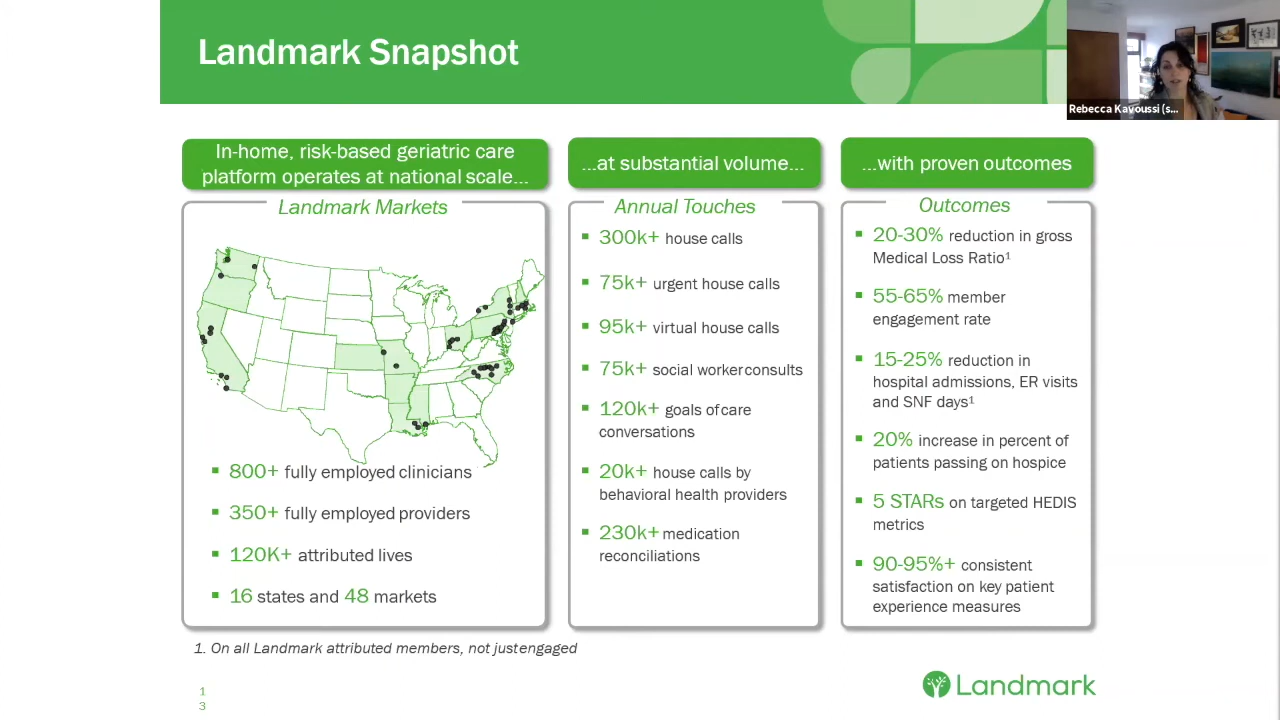 Landmark Snapshot
Rebecca Kavoussi (s...
In-home, risk-based geriatric care
platform operates at national scale...
Landmark Markets
800+ fully employed clinicians
350+ fully employed providers
120K+ attributed lives
16 states and 48 markets
...at substantial volume...
Annual Touches
300k+ house calls
75k+ urgent house calls
95k+ virtual house calls
75k+ social workerconsults
120k+ goals of care
conversations
20k+ house calls by
behavioral health providers
230k+ medication
reconciliations
...with proven outcomes
Outcomes
20-30% reduction in gross
Medical Loss Ratio¹
55-65% member
engagement rate
15-25% reduction in
hospital admissions, ER visits
and SNF days¹
20% increase in percent of
patients passing on hospice
5 STARs on targeted HEDIS
metrics
90-95%+ consistent
satisfaction on key patient
experience measures
1. On all Landmark attributed members, not justengaged
1
3
Landmark